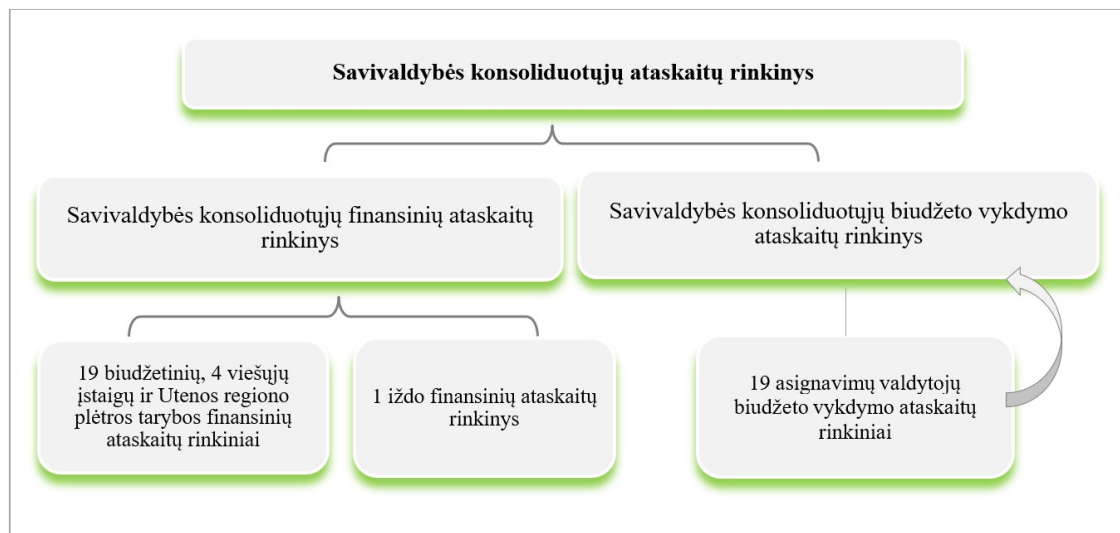 Savivaldybės konsoliduotųjų ataskaitų rinkinys
Savivaldybės konsoliduotųjų finansinių ataskaitų
rinkinys
Savivaldybės konsoliduotųjų biudžeto vykdymo
ataskaitų rinkinys
19 biudžetinių, 4 viešųjų
įstaigų ir Utenos regiono
plėtros tarybos finansinių
ataskaitų rinkiniai
1 iždo finansinių ataskaitų
rinkinys
19 asignavimų valdytojų
biudžeto vykdymo ataskaitų
rinkiniai